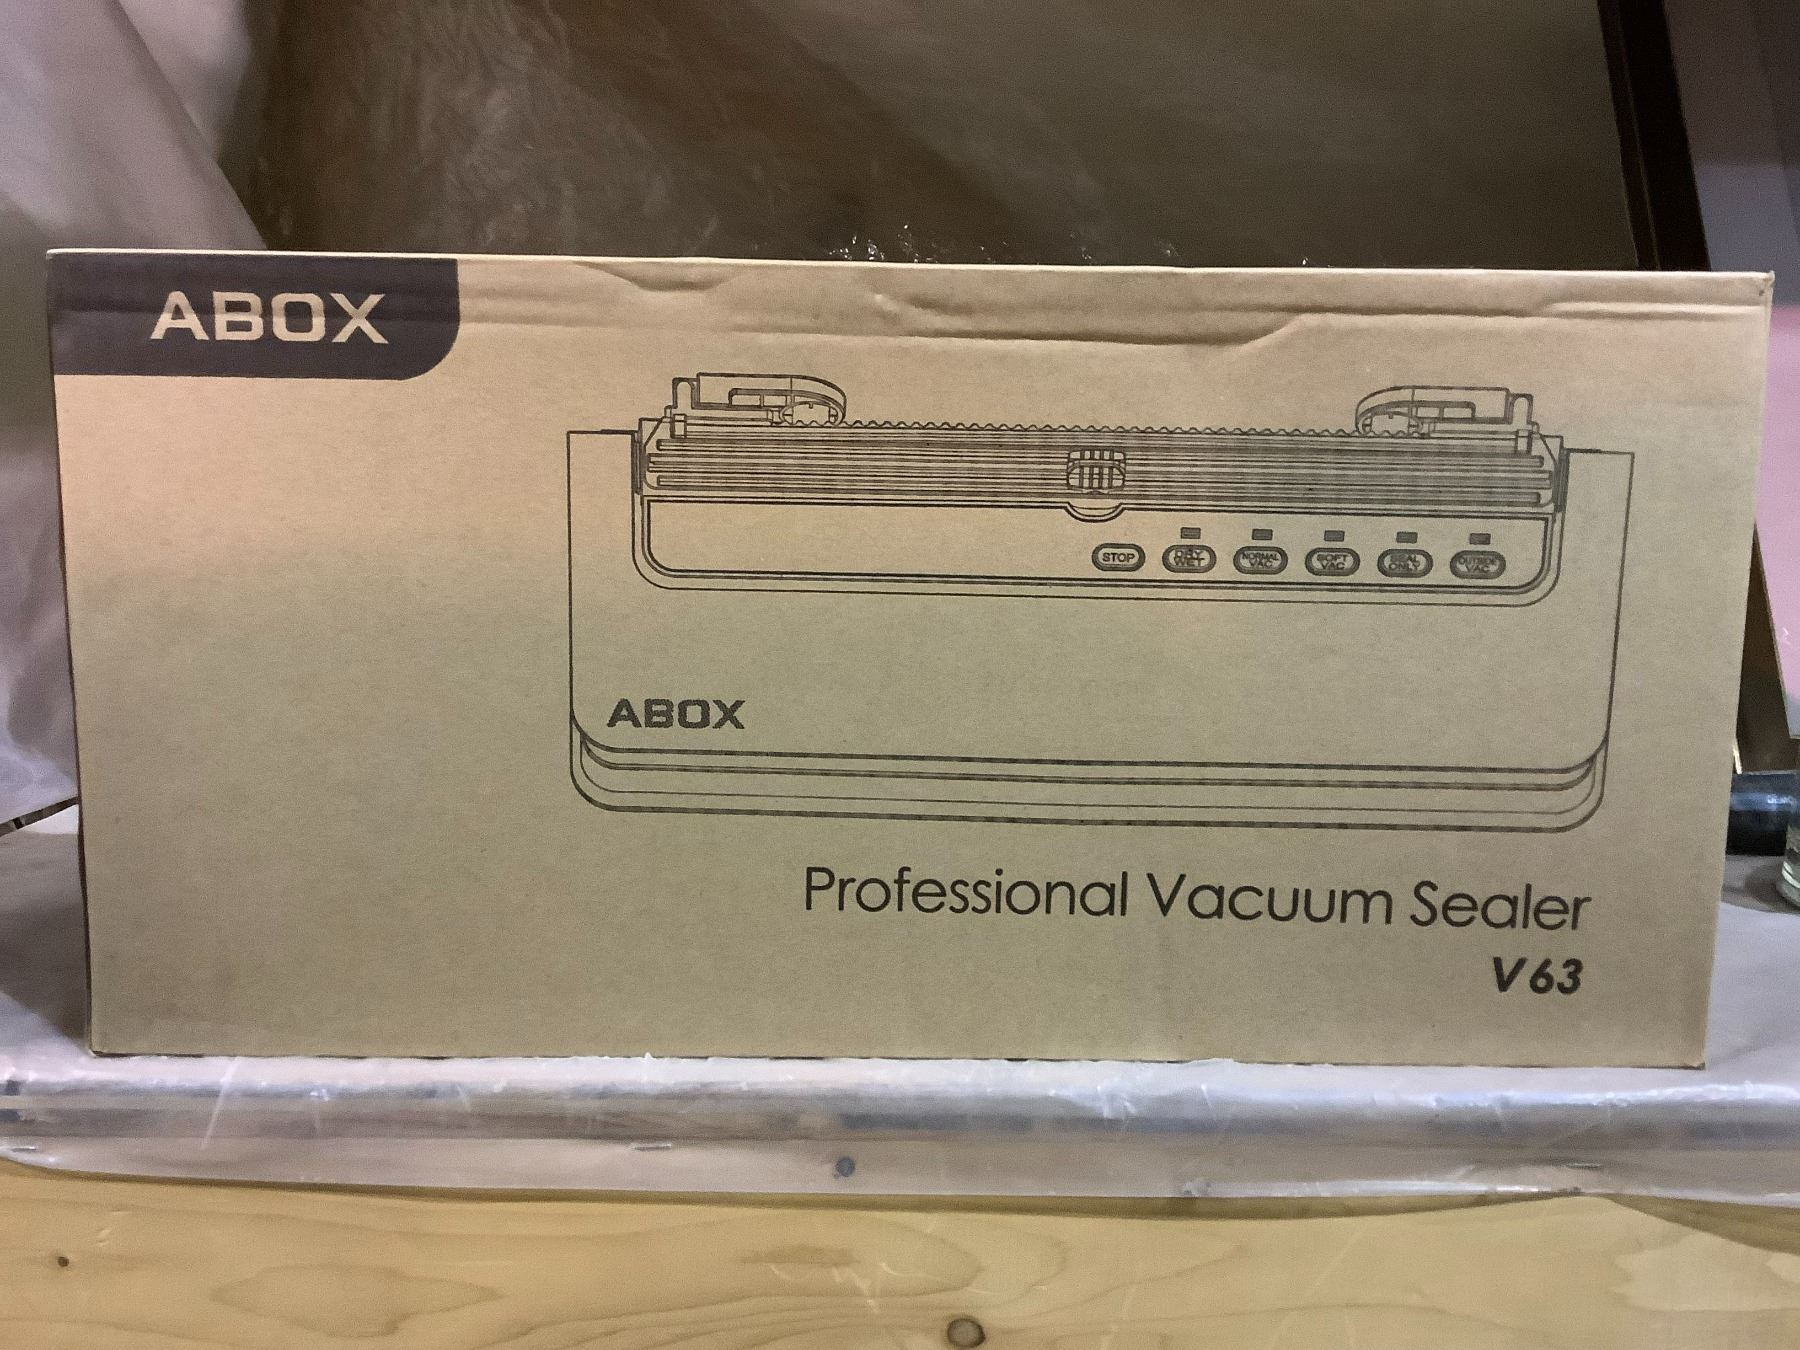 ABOX
STOP
DRY
WET
NORMAL
VAC
SOFT
VAC
SEAL
ONLY
OUTSIDE
VAC
ABOX
Professional Vacuum Sealer
V63